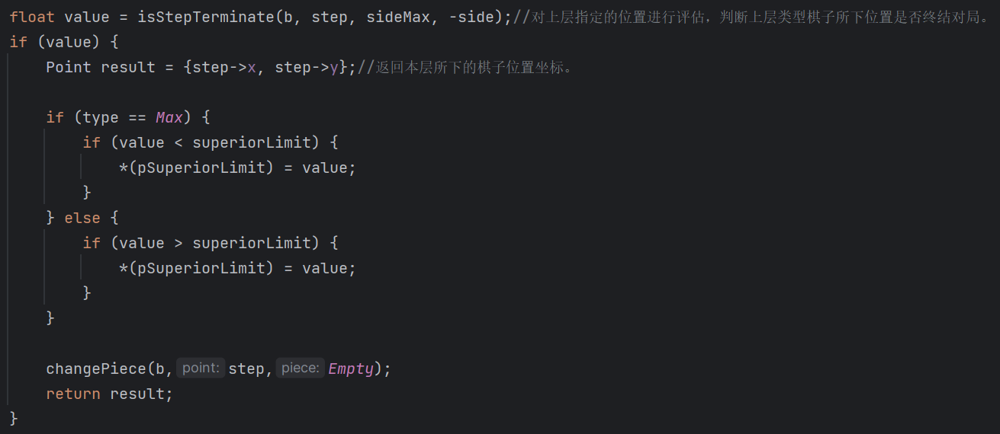 float value = isStepTerminate(b, step, sideMax, -side);//对上层指定的位置进行评估，判断上层类型棋子所下位置是否终结对局。
if (value) {
    Point result = {step->x, step->y};//返回本层所下的棋子位置坐标。
    if (type == Max) {
        if (value < superiorLimit) {
            *(pSuperiorLimit) = value;
        }
    } else {
        if (value > superiorLimit) {
            *(pSuperiorLimit) = value;
        }
    }
    changePiece(b, point: step, piece: Empty);
    return result;
}